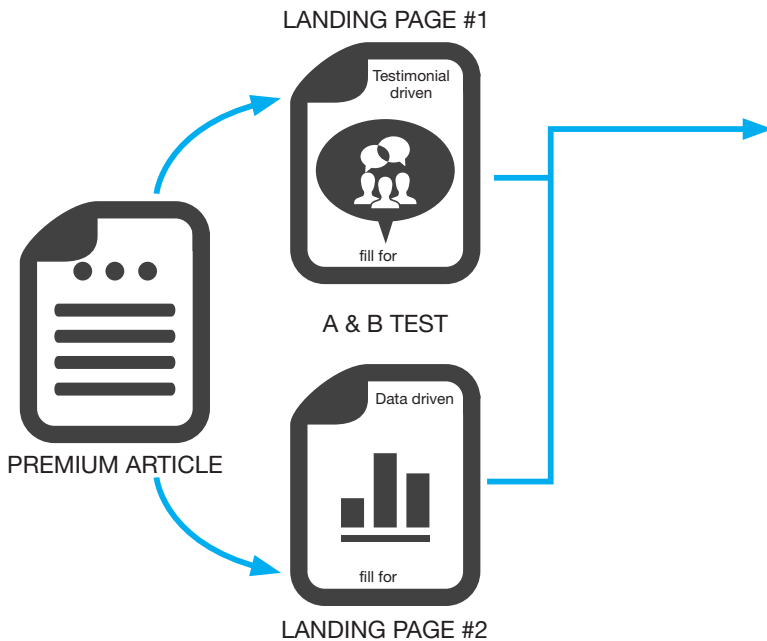 LANDING PAGE #1
Testimonial
driven
fill for
A & B TEST
PREMIUM ARTICLE
Data driven
fill for
LANDING PAGE #2